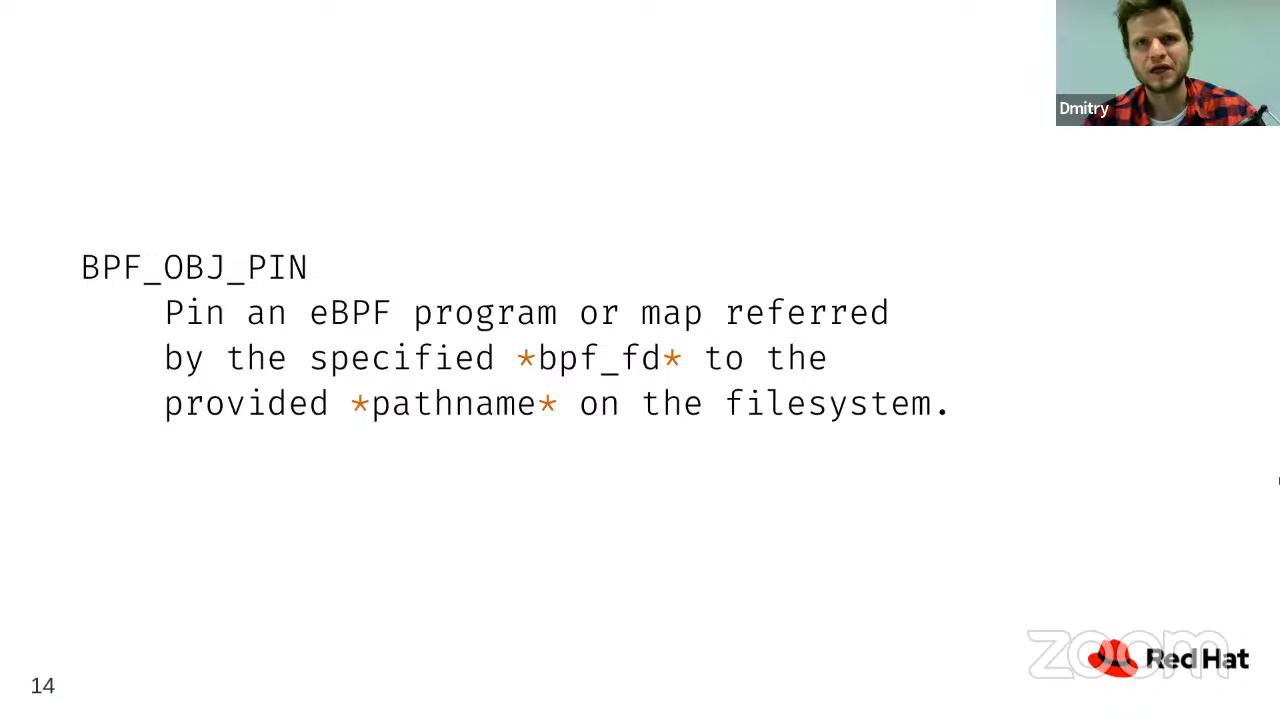 Dmitry
BPF_OBJ_PIN
Pin an eBPF program or map referred
by the specified *bpf_fd* to the
provided *pathname* on the filesystem.
zoom
Red Hat
14